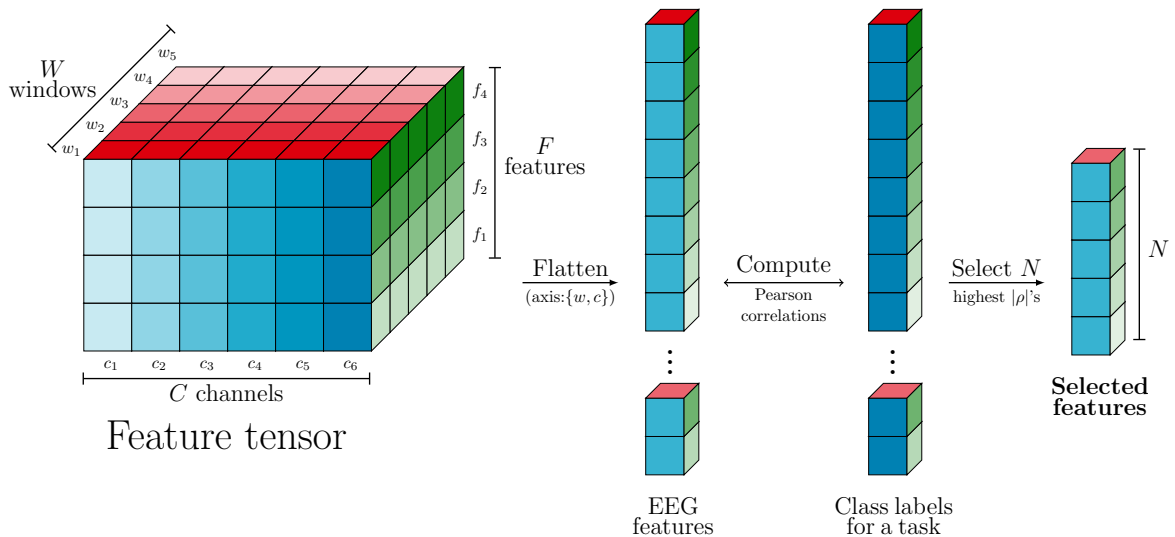 W
windows
w₁
w₂
w₃
w₄
w₅
F
features
f₄
f₃
f₂
f₁
c₁ c₂ c₃ c₄ c₅ c₆
C channels
Feature tensor
Flatten
(axis:{w, c})
EEG
features
Compute
Pearson
correlations
Class labels
for a task
Select N
highest |ρ|'s
N
Selected
features